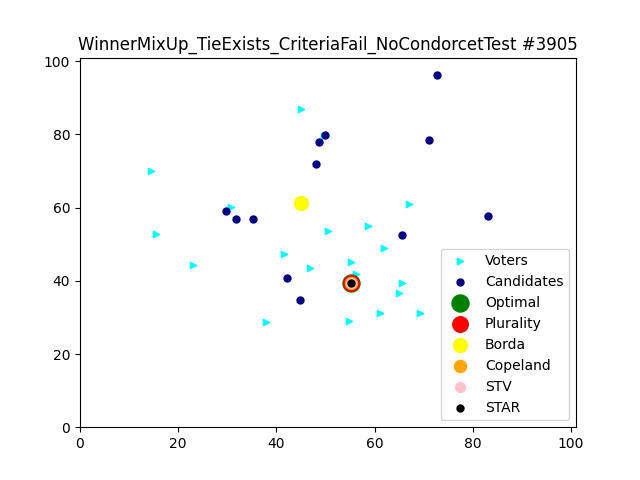 WinnerMixUp_TieExists_CriteriaFail_NoCondorcetTest #3905
100
80
60
40
20
0
0 20 40 60 80 100
Voters
Candidates
Optimal
Plurality
Borda
Copeland
STV
STAR